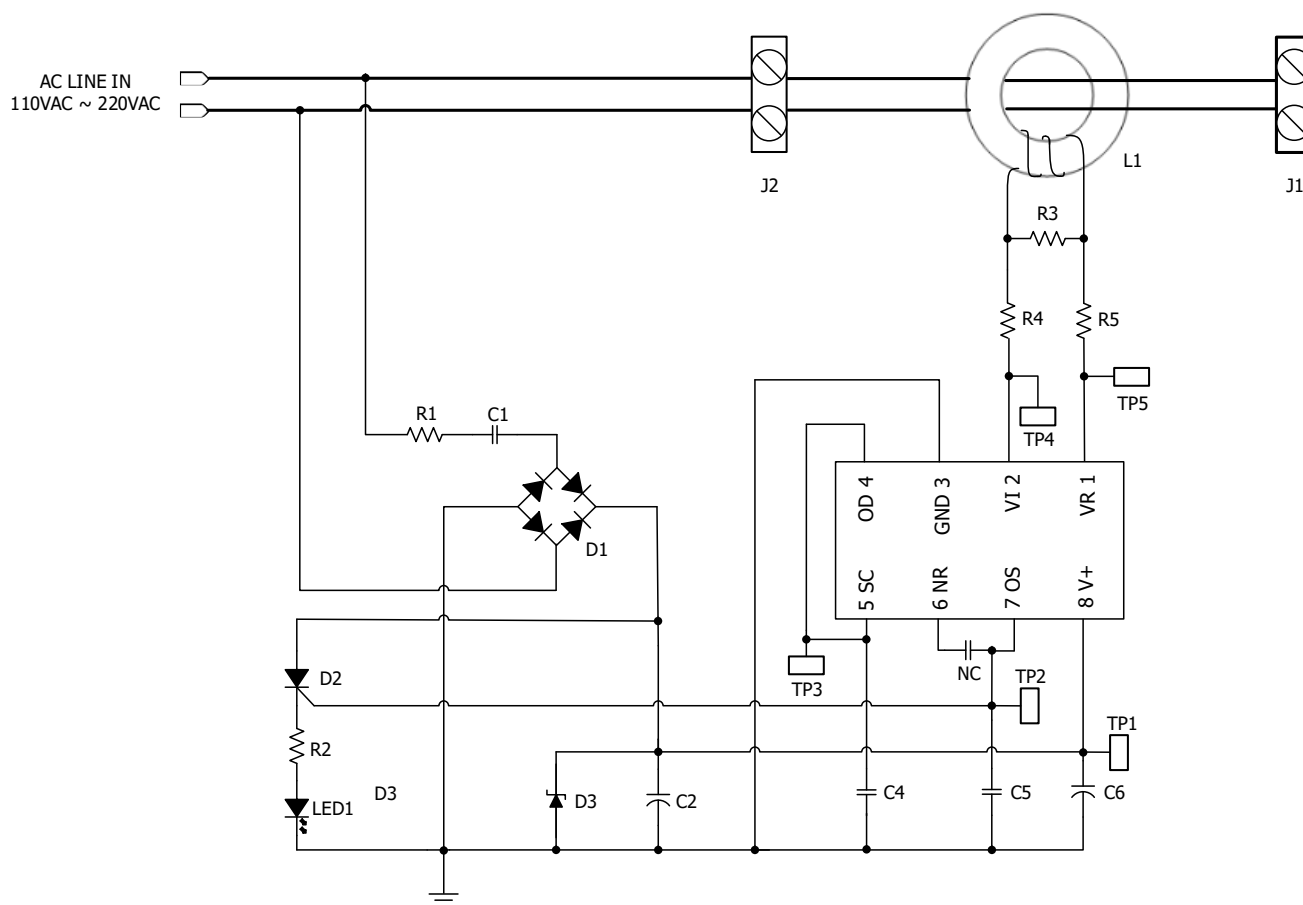 AC LINE IN
110VAC ~ 220VAC
J2
L1
J1
R3
R4
R5
TP5
TP4
R1
C1
D1
OD 4
GND 3
VI 2
VR 1
5 SC
6 NR
7 OS
8 V+
NC
TP3
TP2
D2
R2
TP1
LED1
D3
D3
C2
C4
C5
C6